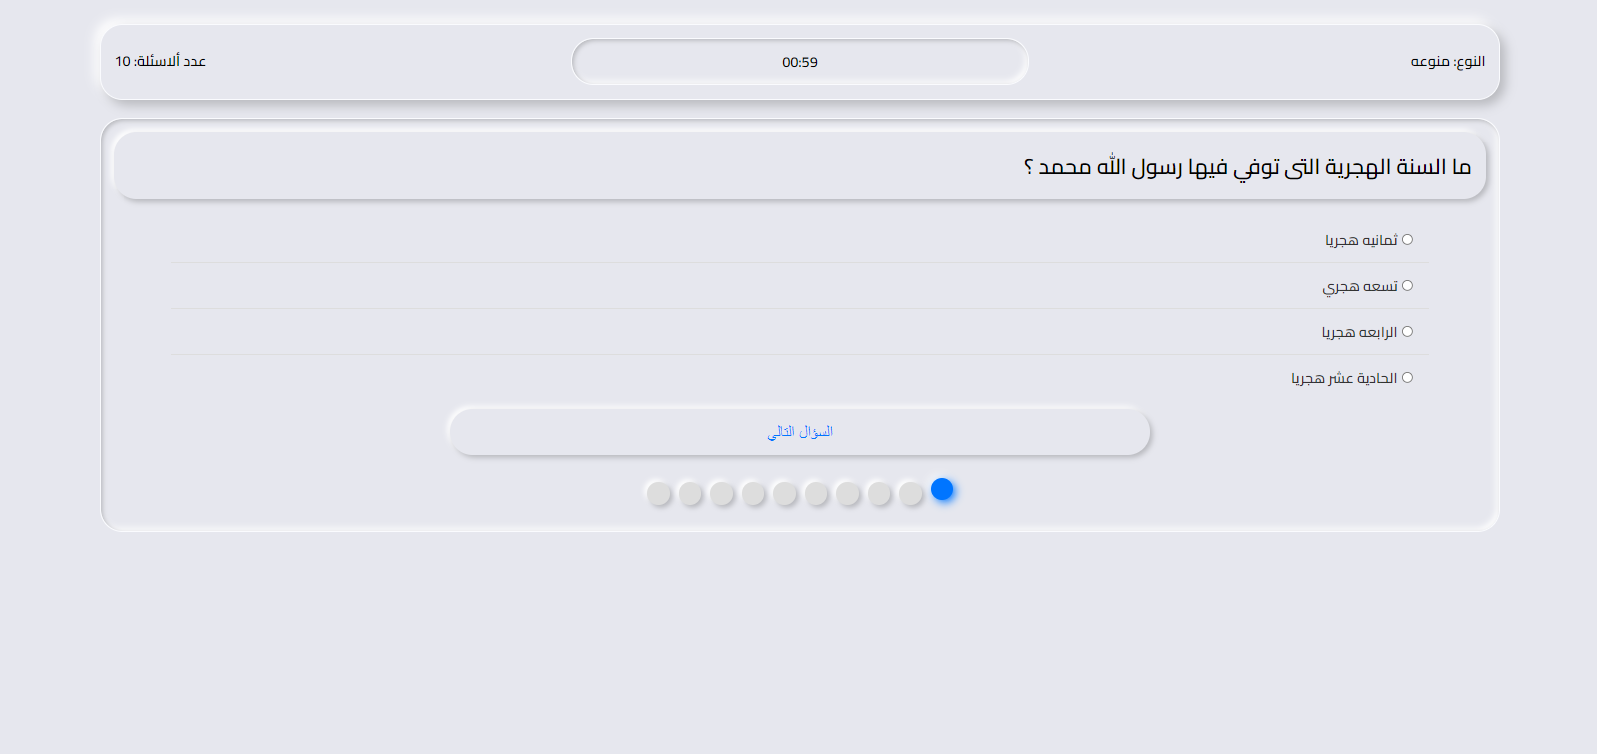 النوع: منوعه
00:59
عدد ألاسئلة: 10
ما السنة الهجرية التى توفي فيها رسول الله محمد ؟
ثمانيه هجريا
تسعه هجري
الرابعه هجريا
الحادية عشر هجريا
السؤال التالي